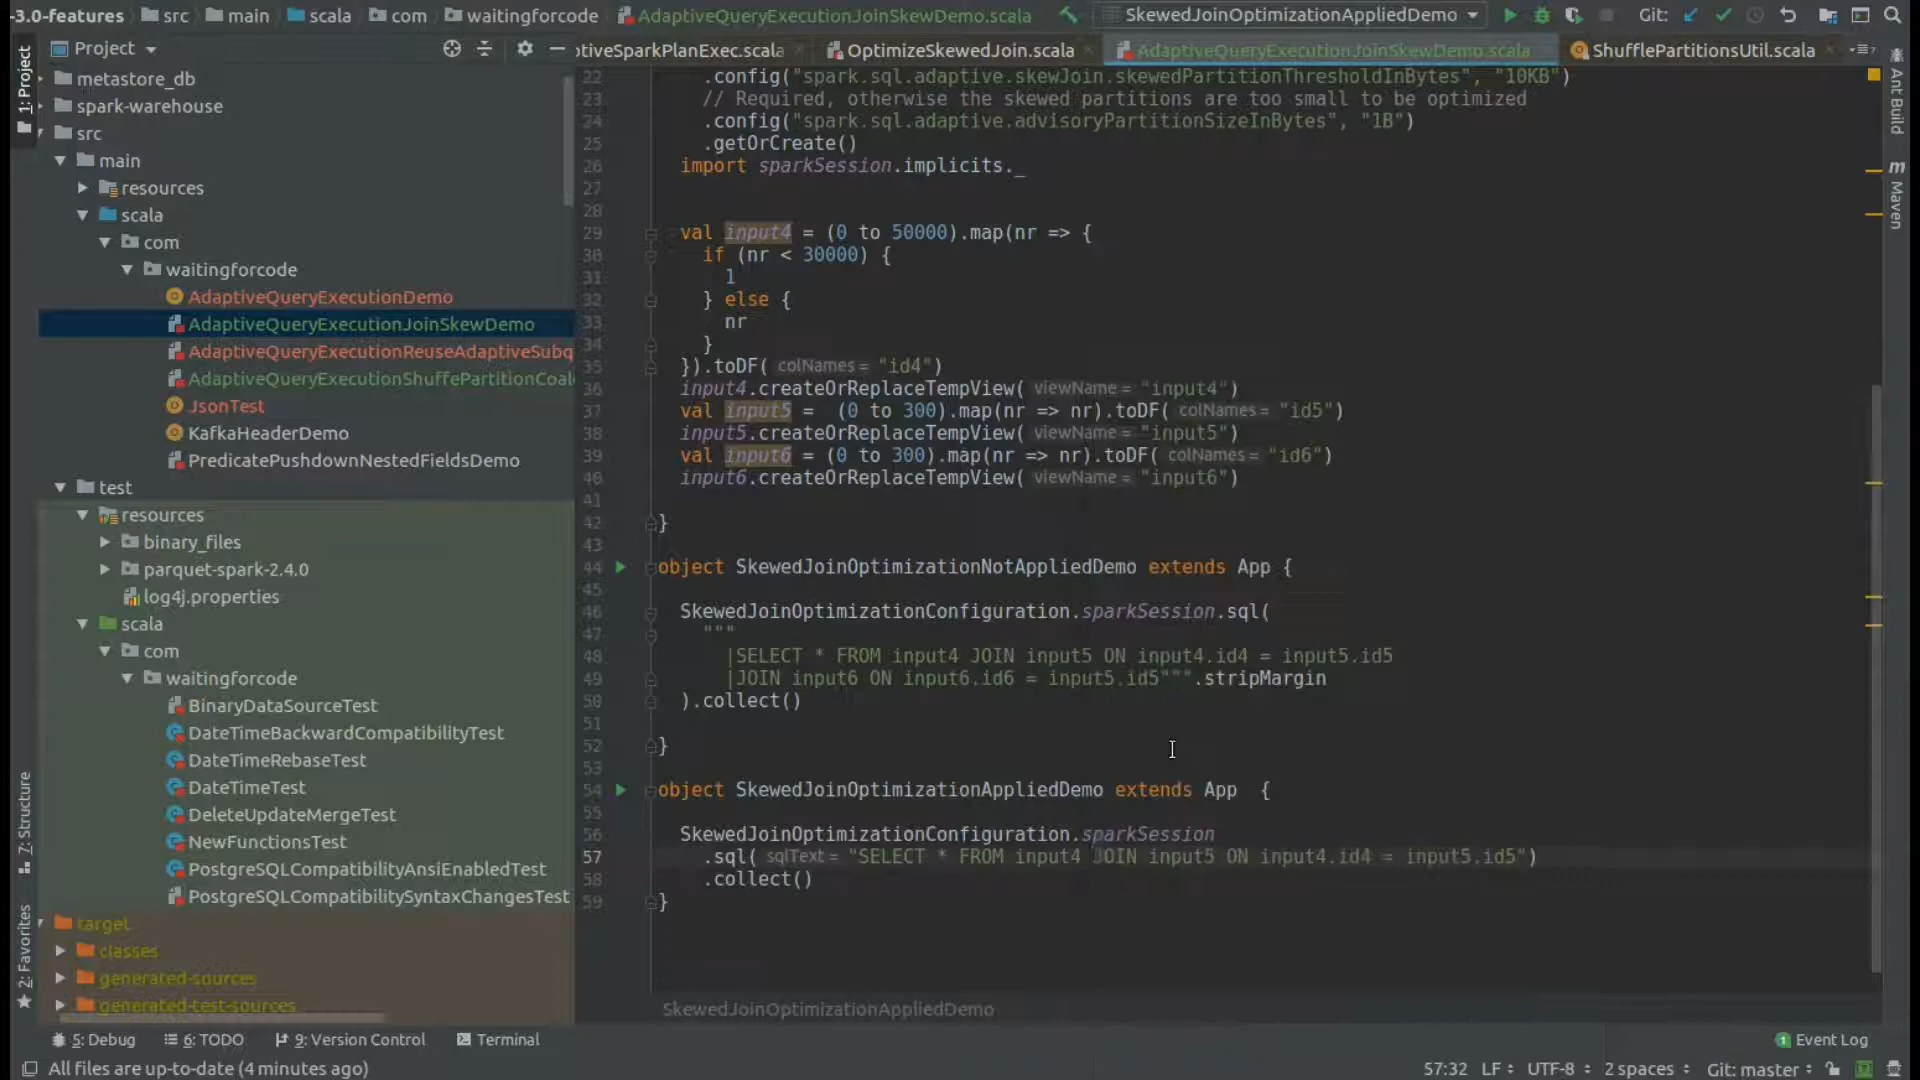 -3.0-features src main scala com waitingforcode AdaptiveQueryExecutionJoinSkewDemo.scala SkewedJoinOptimizationAppliedDemo Git:
Project tiveSparkPlanExec.scala OptimizeSkewedJoin.scala AdaptiveQueryExecutionJoinSkewDemo.scala ShufflePartitionsUtil.scala
1: Project
7: Structure
2: Favorites
Ant Build
Maven
metastore_db
spark-warehouse
src
main
resources
scala
com
waitingforcode
AdaptiveQueryExecutionDemo
AdaptiveQueryExecutionJoinSkewDemo
AdaptiveQueryExecutionReuseAdaptiveSubq
AdaptiveQueryExecutionShuffePartitionCoal
JsonTest
KafkaHeaderDemo
PredicatePushdownNestedFieldsDemo
test
resources
binary_files
parquet-spark-2.4.0
log4j.properties
scala
com
waitingforcode
BinaryDataSourceTest
DateTimeBackwardCompatibilityTest
DateTimeRebaseTest
DateTimeTest
DeleteUpdateMergeTest
NewFunctionsTest
PostgreSQLCompatibilityAnsiEnabledTest
PostgreSQLCompatibilitySyntaxChangesTest
target
classes
generated-sources
generated-test-sources
22 .config("spark.sql.adaptive.skewJoin.skewedPartitionThresholdInBytes", "10KB")
23 // Required, otherwise the skewed partitions are too small to be optimized
24 .config("spark.sql.adaptive.advisoryPartitionSizeInBytes", "1B")
25 .getOrCreate()
26 import sparkSession.implicits._
27
28
29 val input4 = (0 to 50000).map(nr => {
30 if (nr < 30000) {
31 1
32 } else {
33 nr
34 }
35 }).toDF( colNames = "id4")
36 input4.createOrReplaceTempView( viewName = "input4")
37 val input5 = (0 to 300).map(nr => nr).toDF( colNames = "id5")
38 input5.createOrReplaceTempView( viewName = "input5")
39 val input6 = (0 to 300).map(nr => nr).toDF( colNames = "id6")
40 input6.createOrReplaceTempView( viewName = "input6")
41
42 }
43
44 object SkewedJoinOptimizationNotAppliedDemo extends App {
45
46 SkewedJoinOptimizationConfiguration.sparkSession.sql(
47 """
48 |SELECT * FROM input4 JOIN input5 ON input4.id4 = input5.id5
49 |JOIN input6 ON input6.id6 = input5.id5""".stripMargin
50 ).collect()
51
52 }
53
54 object SkewedJoinOptimizationAppliedDemo extends App {
55
56 SkewedJoinOptimizationConfiguration.sparkSession
57 .sql( sqlText = "SELECT * FROM input4 JOIN input5 ON input4.id4 = input5.id5")
58 .collect()
59 }
SkewedJoinOptimizationAppliedDemo
5: Debug 6: TODO 9: Version Control Terminal 1 Event Log
All files are up-to-date (4 minutes ago) 57:32 LF UTF-8 2 spaces Git: master